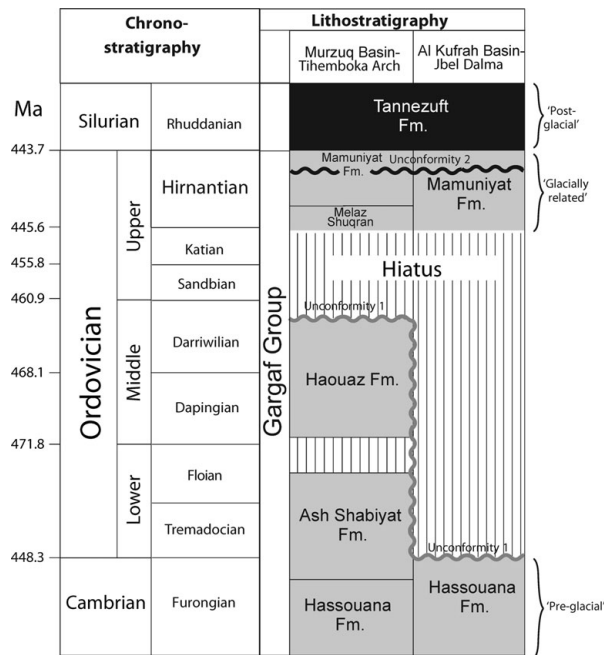 Chrono-
stratigraphy
Lithostratigraphy
Murzuq Basin-
Tihemboka Arch
Al Kufrah Basin-
Jbel Dalma
Ma
Silurian
Rhuddanian
Tannezuft
Fm.
'Post-
glacial'
443.7
Ordovician
Upper
Hirnantian
Mamuniyat
Fm.
Unconformity 2
Mamuniyat
Fm.
'Glacially
related'
Melaz
Shuqran
445.6
Katian
Hiatus
455.8
Sandbian
460.9
Unconformity 1
Gargaf Group
Middle
Darriwilian
Haouaz Fm.
468.1
Dapingian
471.8
Lower
Floian
Ash Shabiyat
Fm.
Tremadocian
Unconformity 1
448.3
Cambrian
Furongian
Hassouana
Fm.
Hassouana
Fm.
'Pre-glacial'